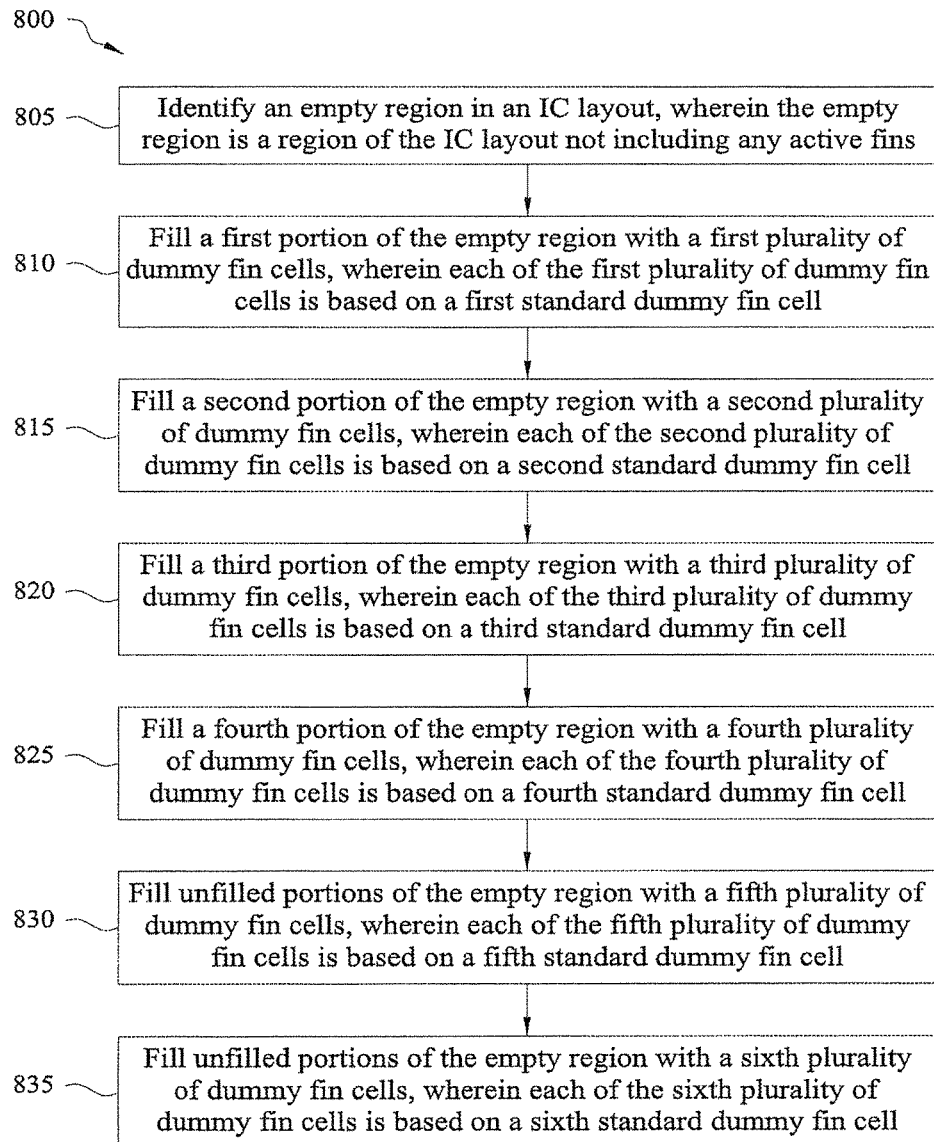 800
805
Identify an empty region in an IC layout, wherein the empty
region is a region of the IC layout not including any active fins
810
Fill a first portion of the empty region with a first plurality of
dummy fin cells, wherein each of the first plurality of dummy fin
cells is based on a first standard dummy fin cell
815
Fill a second portion of the empty region with a second plurality
of dummy fin cells, wherein each of the second plurality of
dummy fin cells is based on a second standard dummy fin cell
820
Fill a third portion of the empty region with a third plurality of
dummy fin cells, wherein each of the third plurality of dummy
fin cells is based on a third standard dummy fin cell
825
Fill a fourth portion of the empty region with a fourth plurality
of dummy fin cells, wherein each of the fourth plurality of
dummy fin cells is based on a fourth standard dummy fin cell
830
Fill unfilled portions of the empty region with a fifth plurality of
dummy fin cells, wherein each of the fifth plurality of dummy
fin cells is based on a fifth standard dummy fin cell
835
Fill unfilled portions of the empty region with a sixth plurality
of dummy fin cells, wherein each of the sixth plurality of
dummy fin cells is based on a sixth standard dummy fin cell